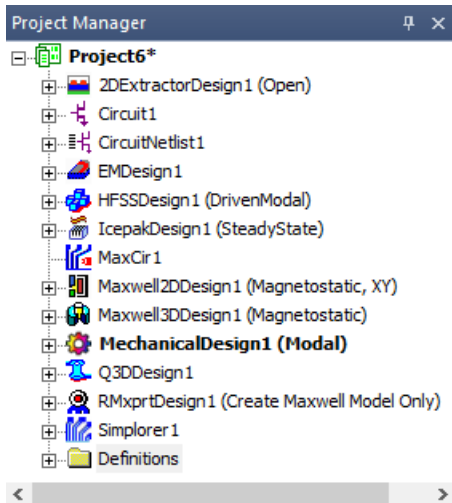 Project Manager
Project6*
2DExtractorDesign1 (Open)
Circuit1
CircuitNetlist1
EMDesign1
HFSSDesign1 (DrivenModal)
IcepakDesign1 (SteadyState)
MaxCir1
Maxwell2DDesign1 (Magnetostatic, XY)
Maxwell3DDesign1 (Magnetostatic)
MechanicalDesign1 (Modal)
Q3DDesign1
RMxprtDesign1 (Create Maxwell Model Only)
Simplorer1
Definitions